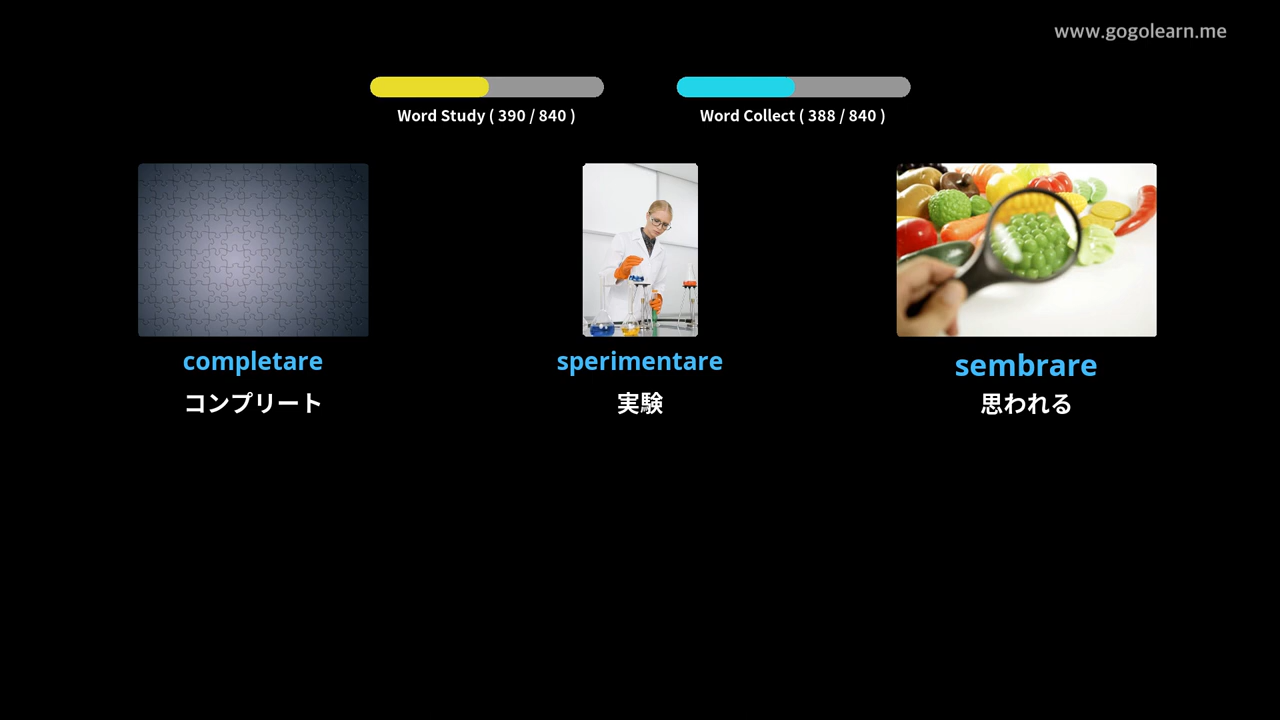 www.gogolearn.me
Word Study ( 390 / 840 )
Word Collect ( 388 / 840 )
completare
コンプリート
sperimentare
実験
sembrare
思われる